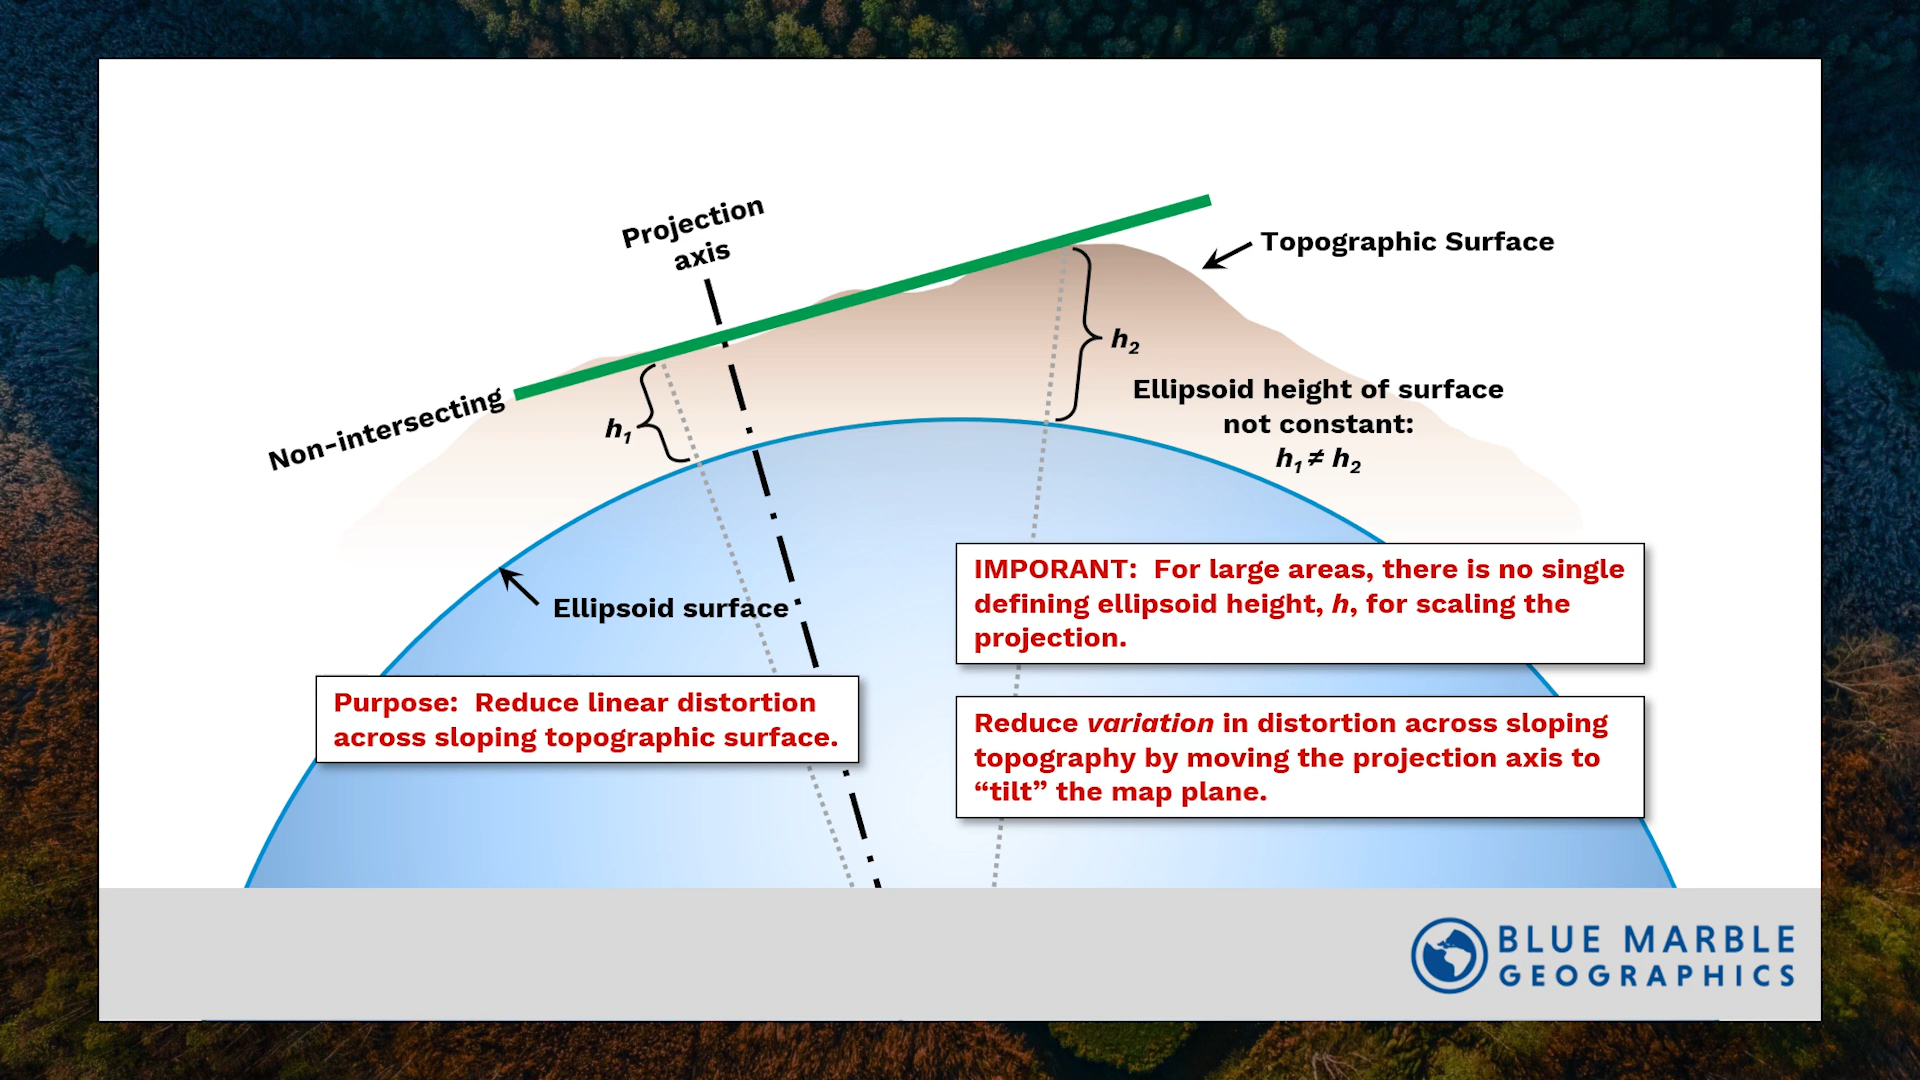 Projection
axis
Topographic Surface
Non-intersecting
h₁
h₂
Ellipsoid height of surface
not constant:
h₁ ≠ h₂
Ellipsoid surface
IMPORANT:  For large areas, there is no single
defining ellipsoid height, h, for scaling the
projection.
Purpose:  Reduce linear distortion
across sloping topographic surface.
Reduce variation in distortion across sloping
topography by moving the projection axis to
“tilt” the map plane.
BLUE MARBLE
GEOGRAPHICS